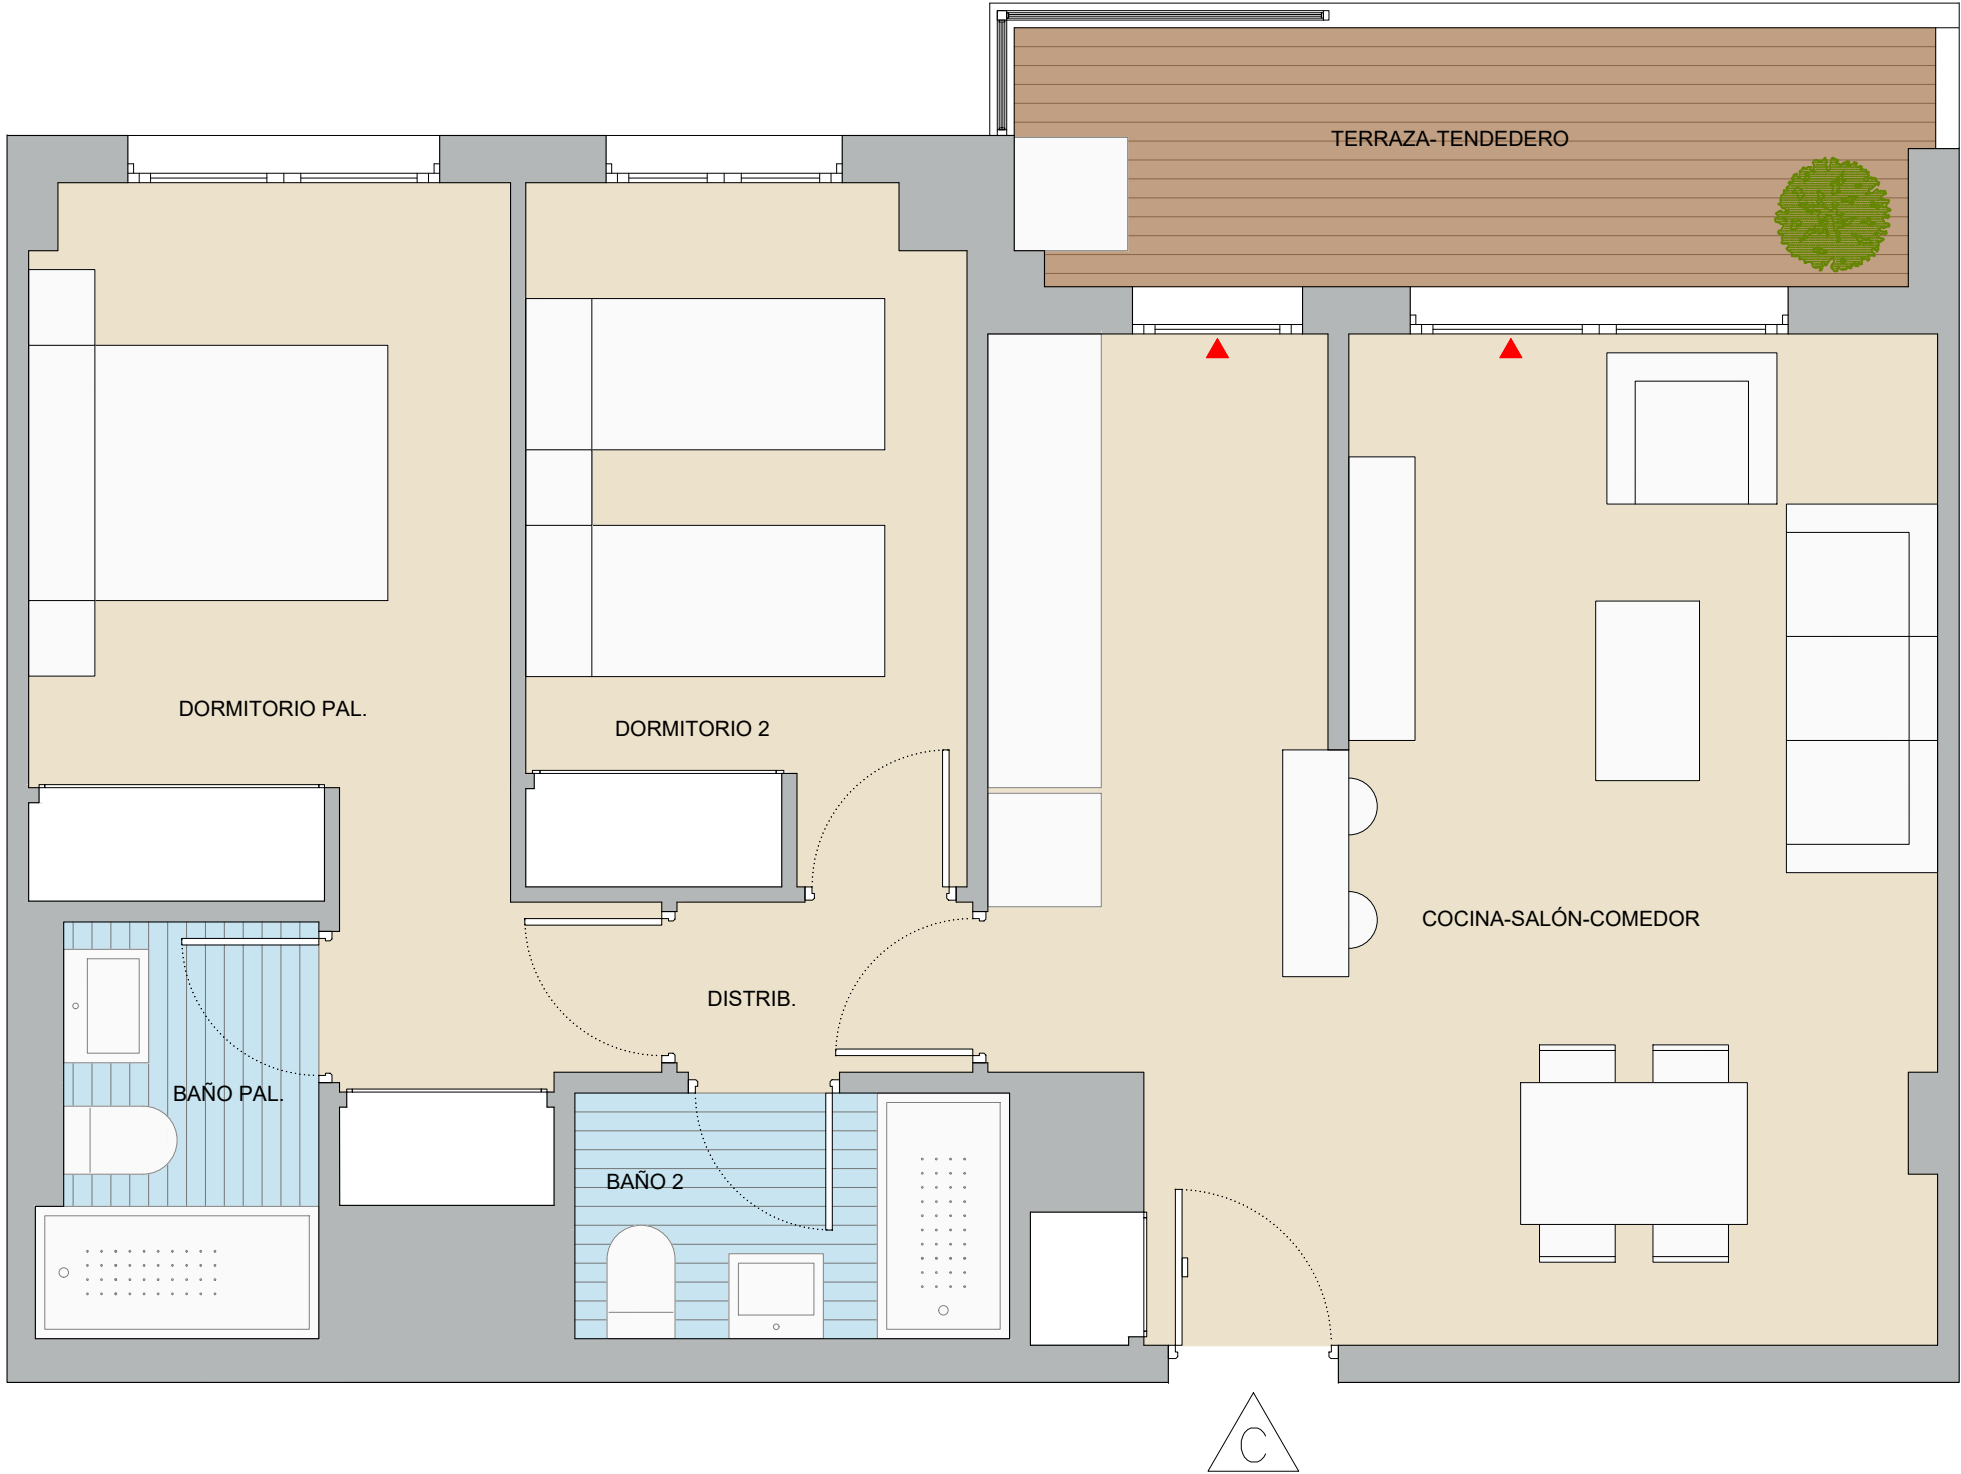 TERRAZA-TENDEDERO
DORMITORIO PAL.
DORMITORIO 2
COCINA-SALÓN-COMEDOR
DISTRIB.
BAÑO PAL.
BAÑO 2
C